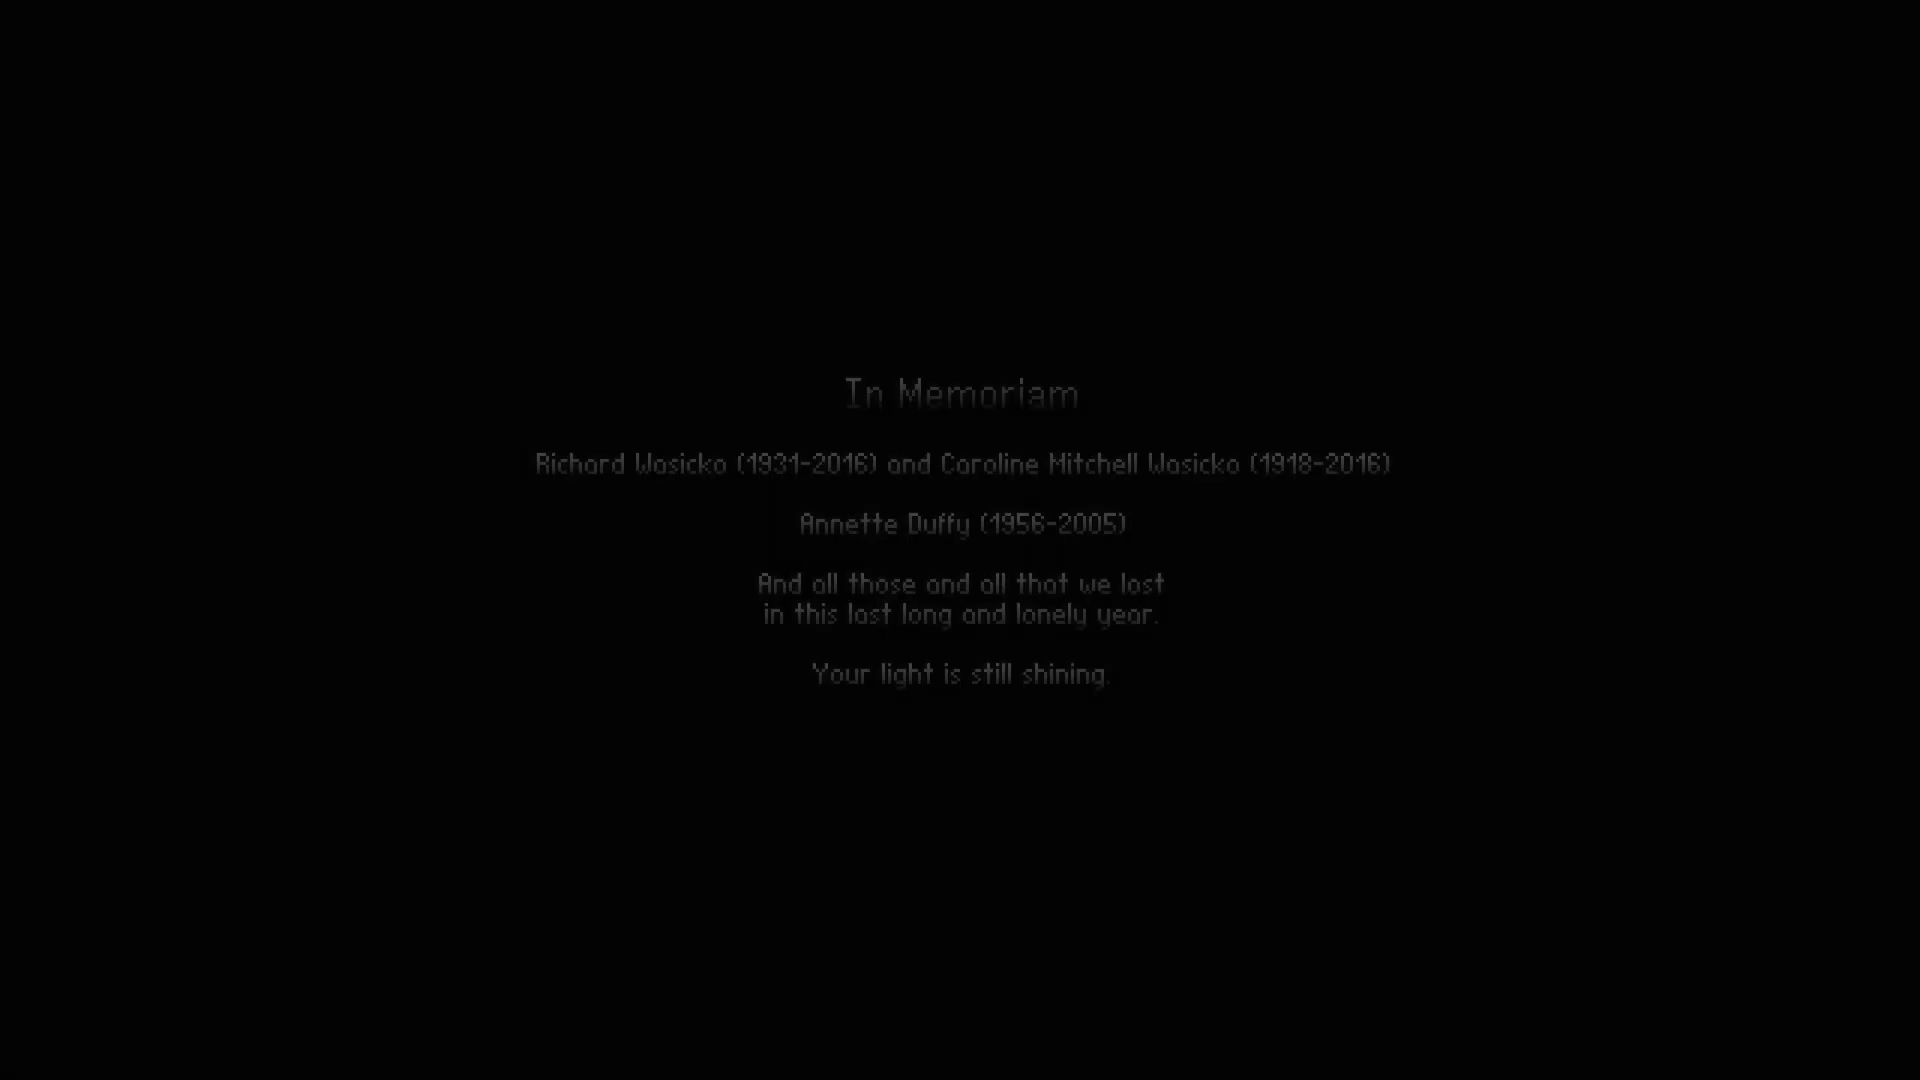 In Memoriam
Richard Wasicko (1931-2016) and Caroline Mitchell Wasicko (1918-2016)
Annette Duffy (1956-2005)
And all those and all that we lost
in this last long and lonely year.
Your light is still shining.